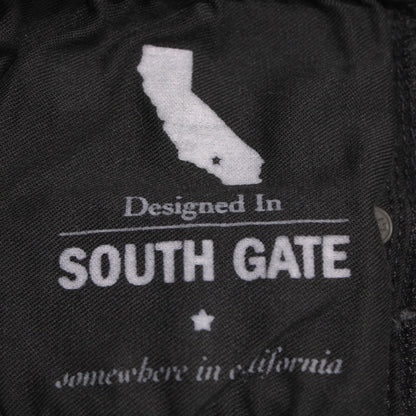 Designed In
SOUTH GATE
somewhere in california